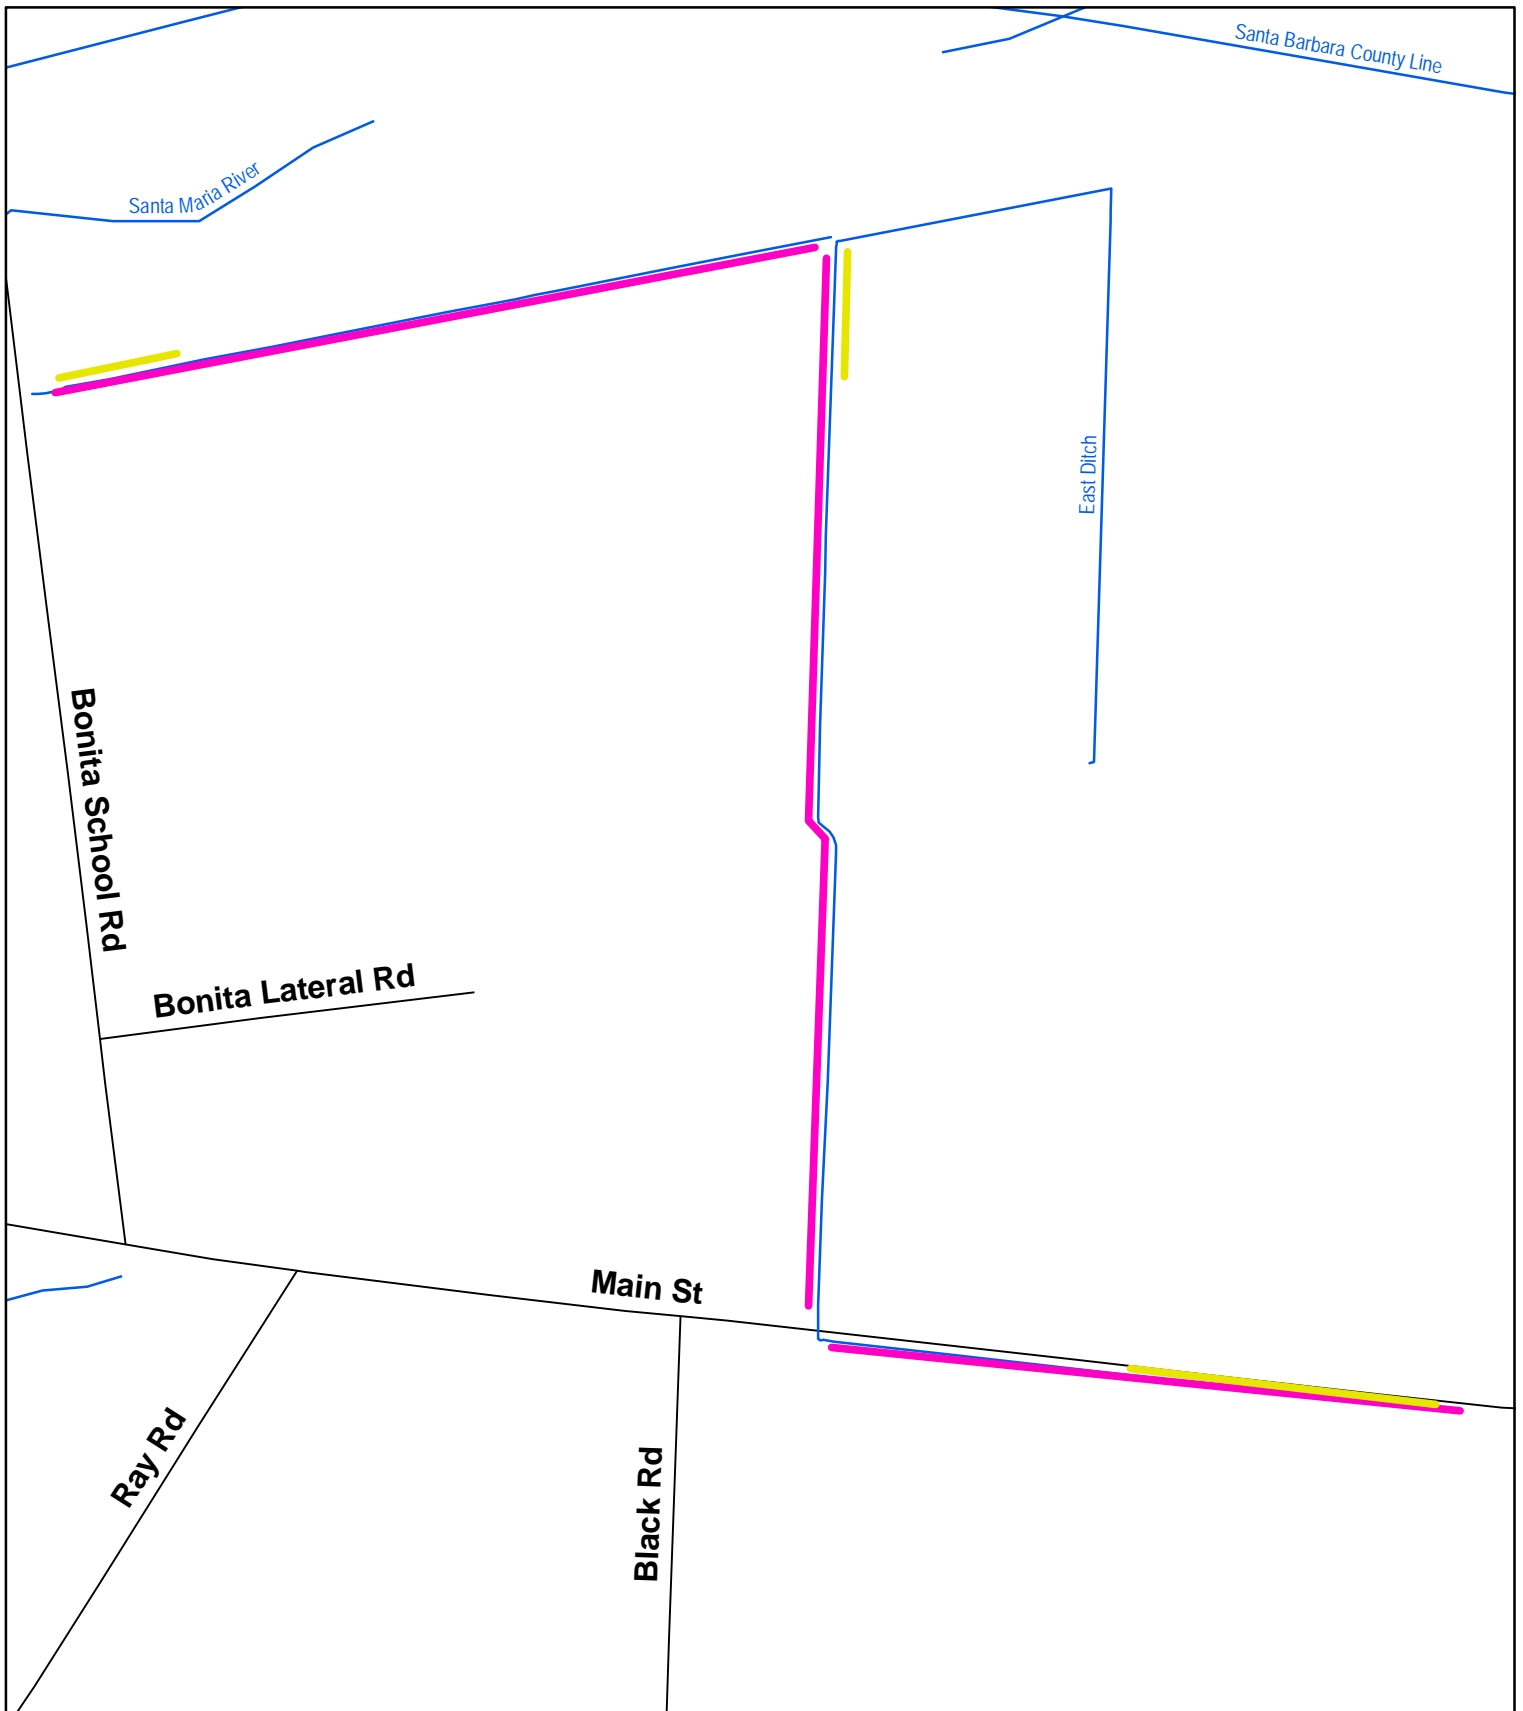 Santa Barbara County Line
Santa Maria River
East Ditch
Bonita School Rd
Bonita Lateral Rd
Main St
Ray Rd
Black Rd